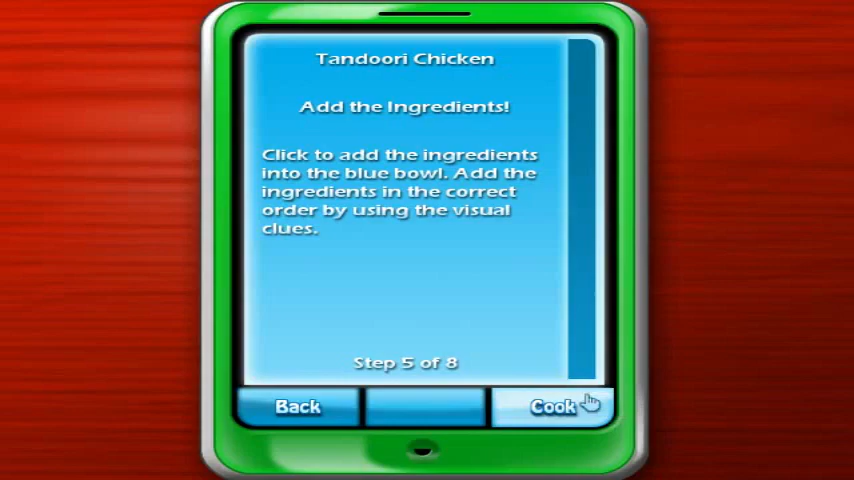 Tandoori Chicken
Add the Ingredients!
Click to add the ingredients
into the blue bowl. Add the
ingredients in the correct
order by using the visual
clues.
Step 5 of 8
Back
Cook